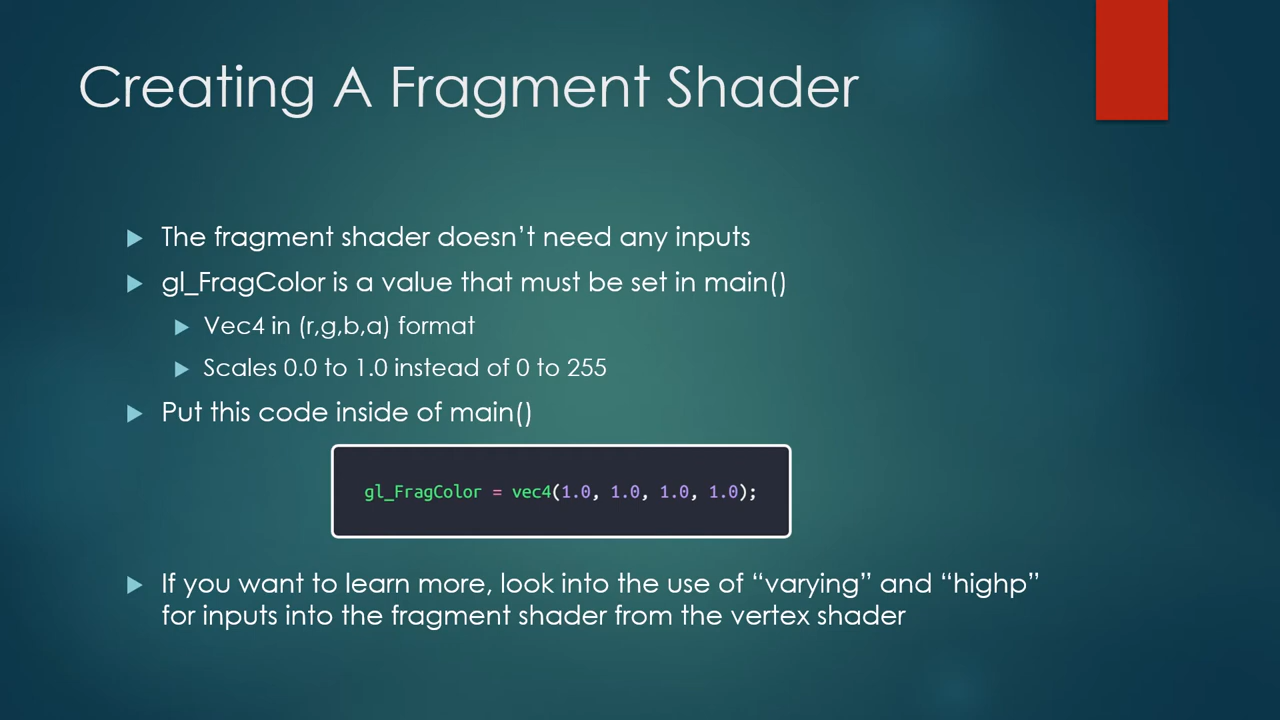 Creating A Fragment Shader
The fragment shader doesn’t need any inputs
gl_FragColor is a value that must be set in main()
Vec4 in (r,g,b,a) format
Scales 0.0 to 1.0 instead of 0 to 255
Put this code inside of main()
gl_FragColor = vec4(1.0, 1.0, 1.0, 1.0);
If you want to learn more, look into the use of “varying” and “highp”
for inputs into the fragment shader from the vertex shader